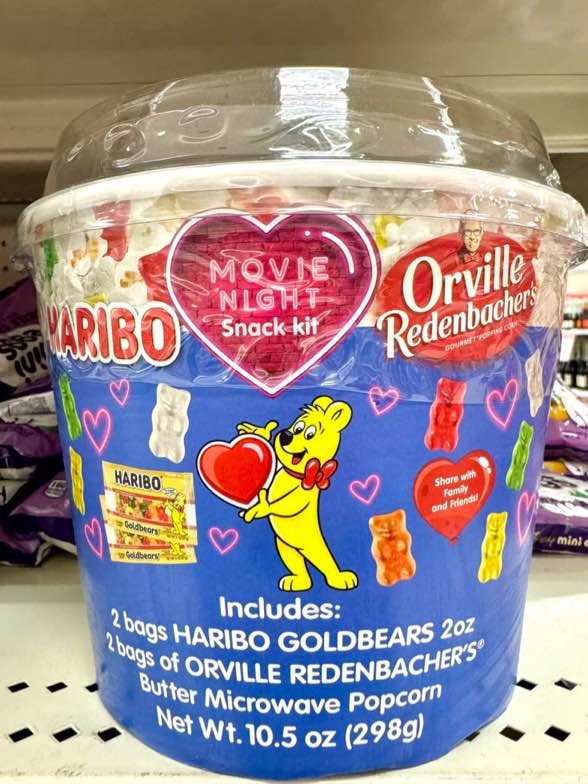 MOVIE
NIGHT
Snack kit
HARIBO
Orville
Redenbacher's
GOURMET POPPING CORN
HARIBO
Goldbears
Goldbears
Share with
Family
and Friends!
Includes:
2 bags HARIBO GOLDBEARS 2oz
2 bags of ORVILLE REDENBACHER'S®
Butter Microwave Popcorn
Net Wt. 10.5 oz (298g)
mini